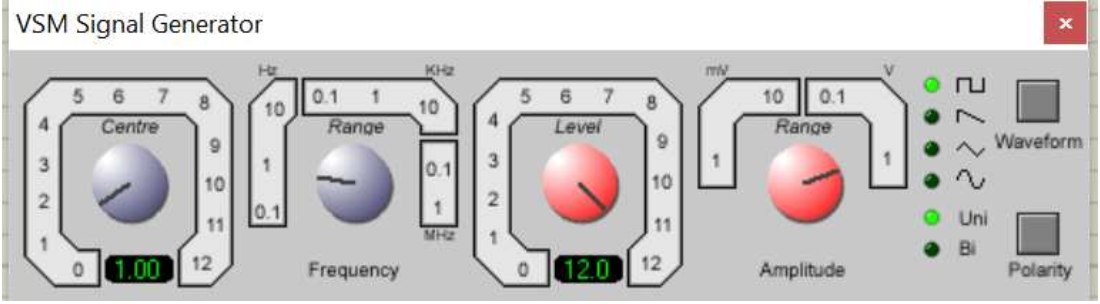 VSM Signal Generator
x
Hz KHz mV V
5 6 7 8 10 0.1 1 10 5 6 7 8 10 0.1
4 Centre Range 4 Level Range Waveform
3 9 1 0.1 3 9 1 1
2 10 0.1 1 2 10 Uni
1 11 MHz 1 11 Bi
0 1.00 12 Frequency 0 12.0 12 Amplitude Polarity